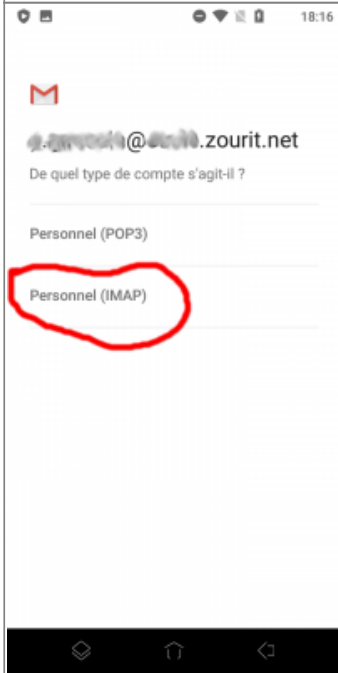 18:16
@ .zourit.net
De quel type de compte s'agit-il ?
Personnel (POP3)
Personnel (IMAP)